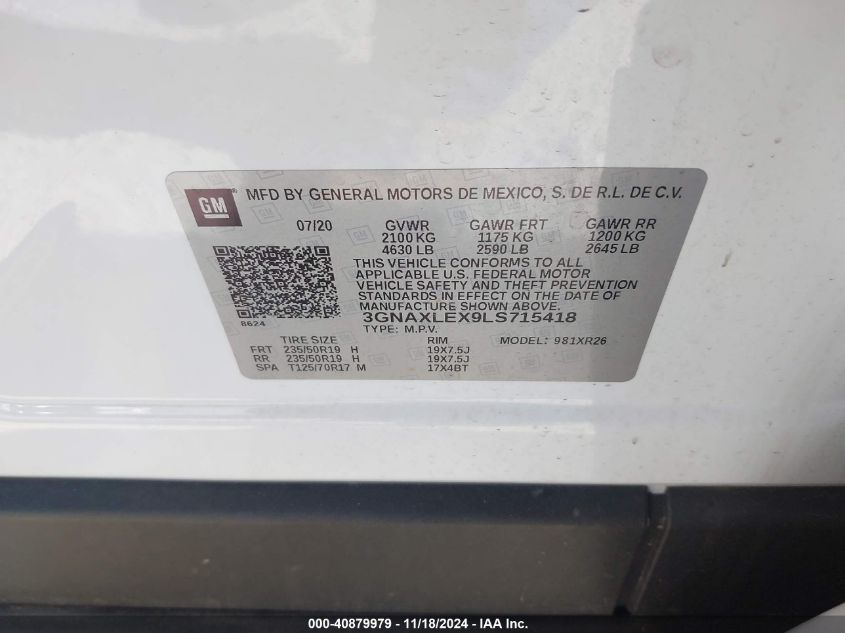 GM® MFD BY GENERAL MOTORS DE MEXICO, S. DE R.L. DE C.V.
07/20 GVWR GAWR FRT GAWR RR
2100 KG 1175 KG 1200 KG
4630 LB 2590 LB 2645 LB
THIS VEHICLE CONFORMS TO ALL
APPLICABLE U.S. FEDERAL MOTOR
VEHICLE SAFETY AND THEFT PREVENTION
STANDARDS IN EFFECT ON THE DATE OF
MANUFACTURE SHOWN ABOVE.
8624
3GNAXLEX9LS715418
TYPE: M.P.V.
TIRE SIZE RIM MODEL: 981XR26
FRT 235/50R19 H 19X7.5J
RR 235/50R19 H 19X7.5J
SPA T125/70R17 M 17X4BT
000-40879979 - 11/18/2024 - IAA Inc.